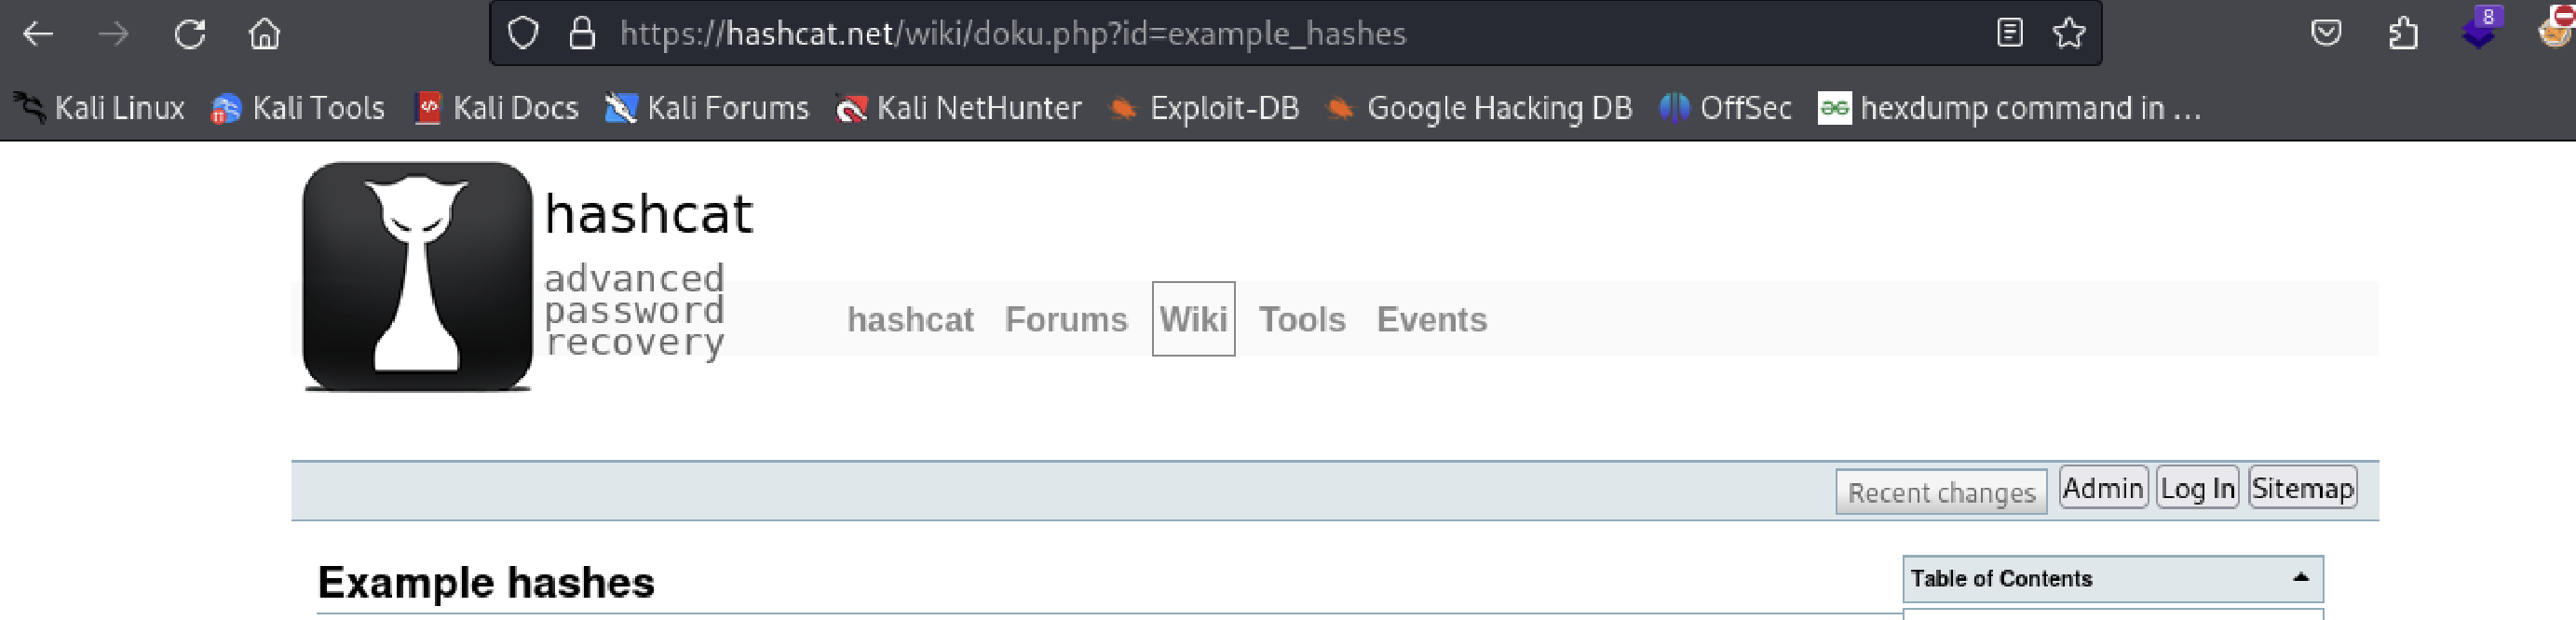 https://hashcat.net/wiki/doku.php?id=example_hashes
8
Kali Linux Kali Tools Kali Docs Kali Forums Kali NetHunter Exploit-DB Google Hacking DB OffSec hexdump command in ...
hashcat
advanced
password
recovery
hashcat Forums Wiki Tools Events
Recent changes Admin Log In Sitemap
Example hashes
Table of Contents